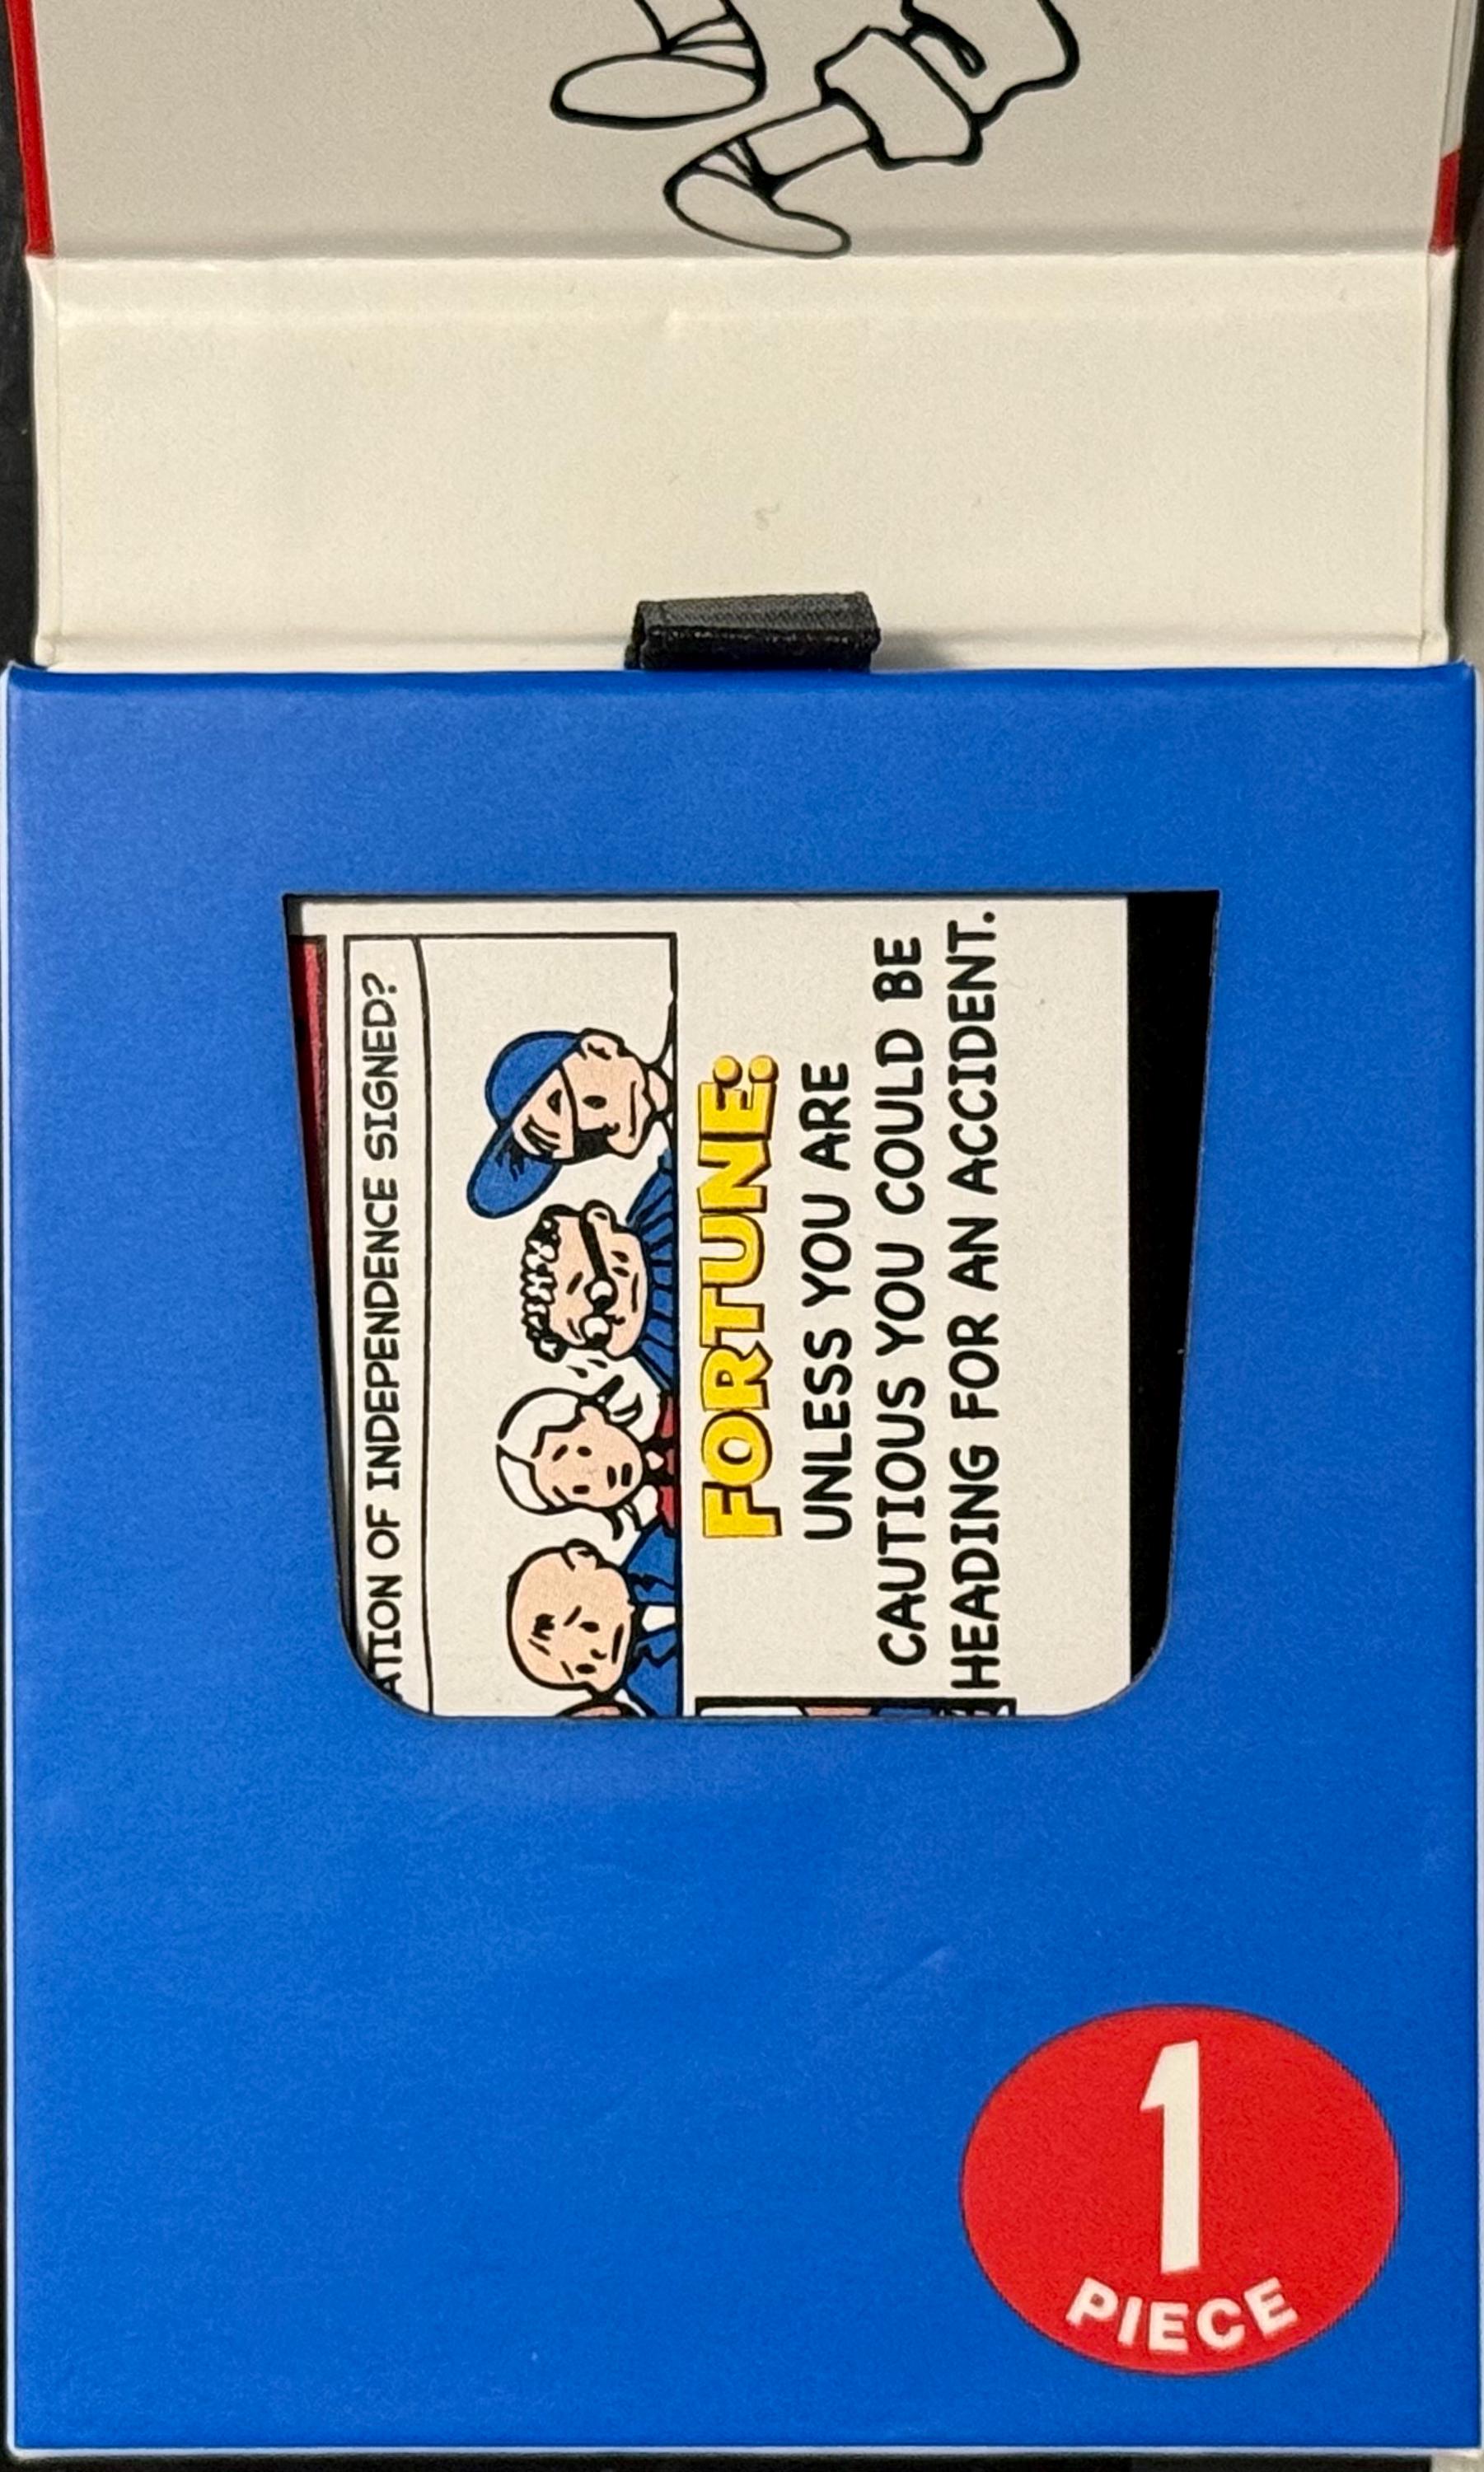 ATION OF INDEPENDENCE SIGNED?
FORTUNE:
UNLESS YOU ARE
CAUTIOUS YOU COULD BE
HEADING FOR AN ACCIDENT.
1
PIECE